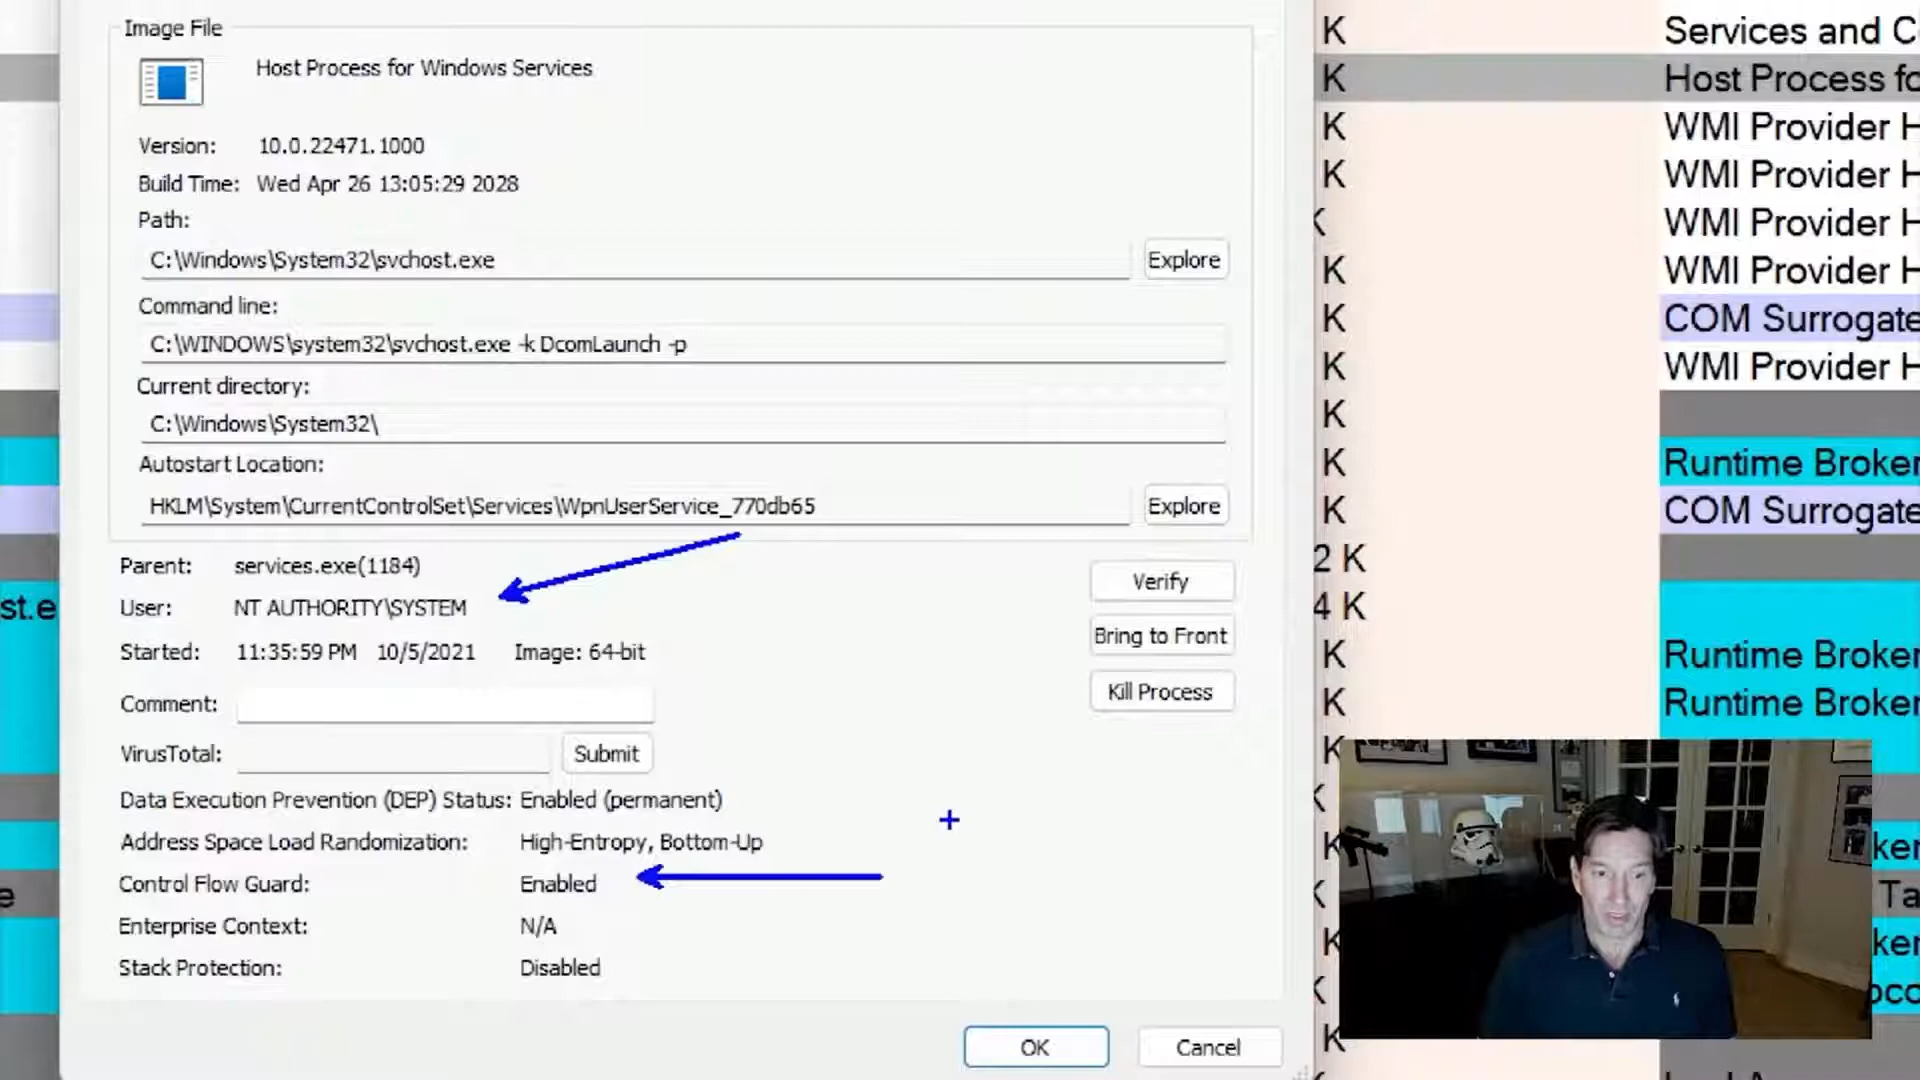 Image File
Host Process for Windows Services
Version: 10.0.22471.1000
Build Time: Wed Apr 26 13:05:29 2028
Path:
C:\Windows\System32\svchost.exe Explore
Command line:
C:\WINDOWS\system32\svchost.exe -k DcomLaunch -p
Current directory:
C:\Windows\System32\
Autostart Location:
HKLM\System\CurrentControlSet\Services\WpnUserService_770db65 Explore
Parent: services.exe(1184)
User: NT AUTHORITY\SYSTEM
Started: 11:35:59 PM 10/5/2021 Image: 64-bit
Comment:
VirusTotal: Submit
Data Execution Prevention (DEP) Status: Enabled (permanent)
Address Space Load Randomization: High-Entropy, Bottom-Up
Control Flow Guard: Enabled
Enterprise Context: N/A
Stack Protection: Disabled
Verify
Bring to Front
Kill Process
OK Cancel
st.e
e
K Services and C
K Host Process fo
K WMI Provider H
K WMI Provider H
K WMI Provider H
K WMI Provider H
K COM Surrogate
K WMI Provider H
K
K Runtime Broker
K COM Surrogate
2 K
4 K
K Runtime Broker
K Runtime Broker
K
K
K ker
K Ta
K ker
K
K